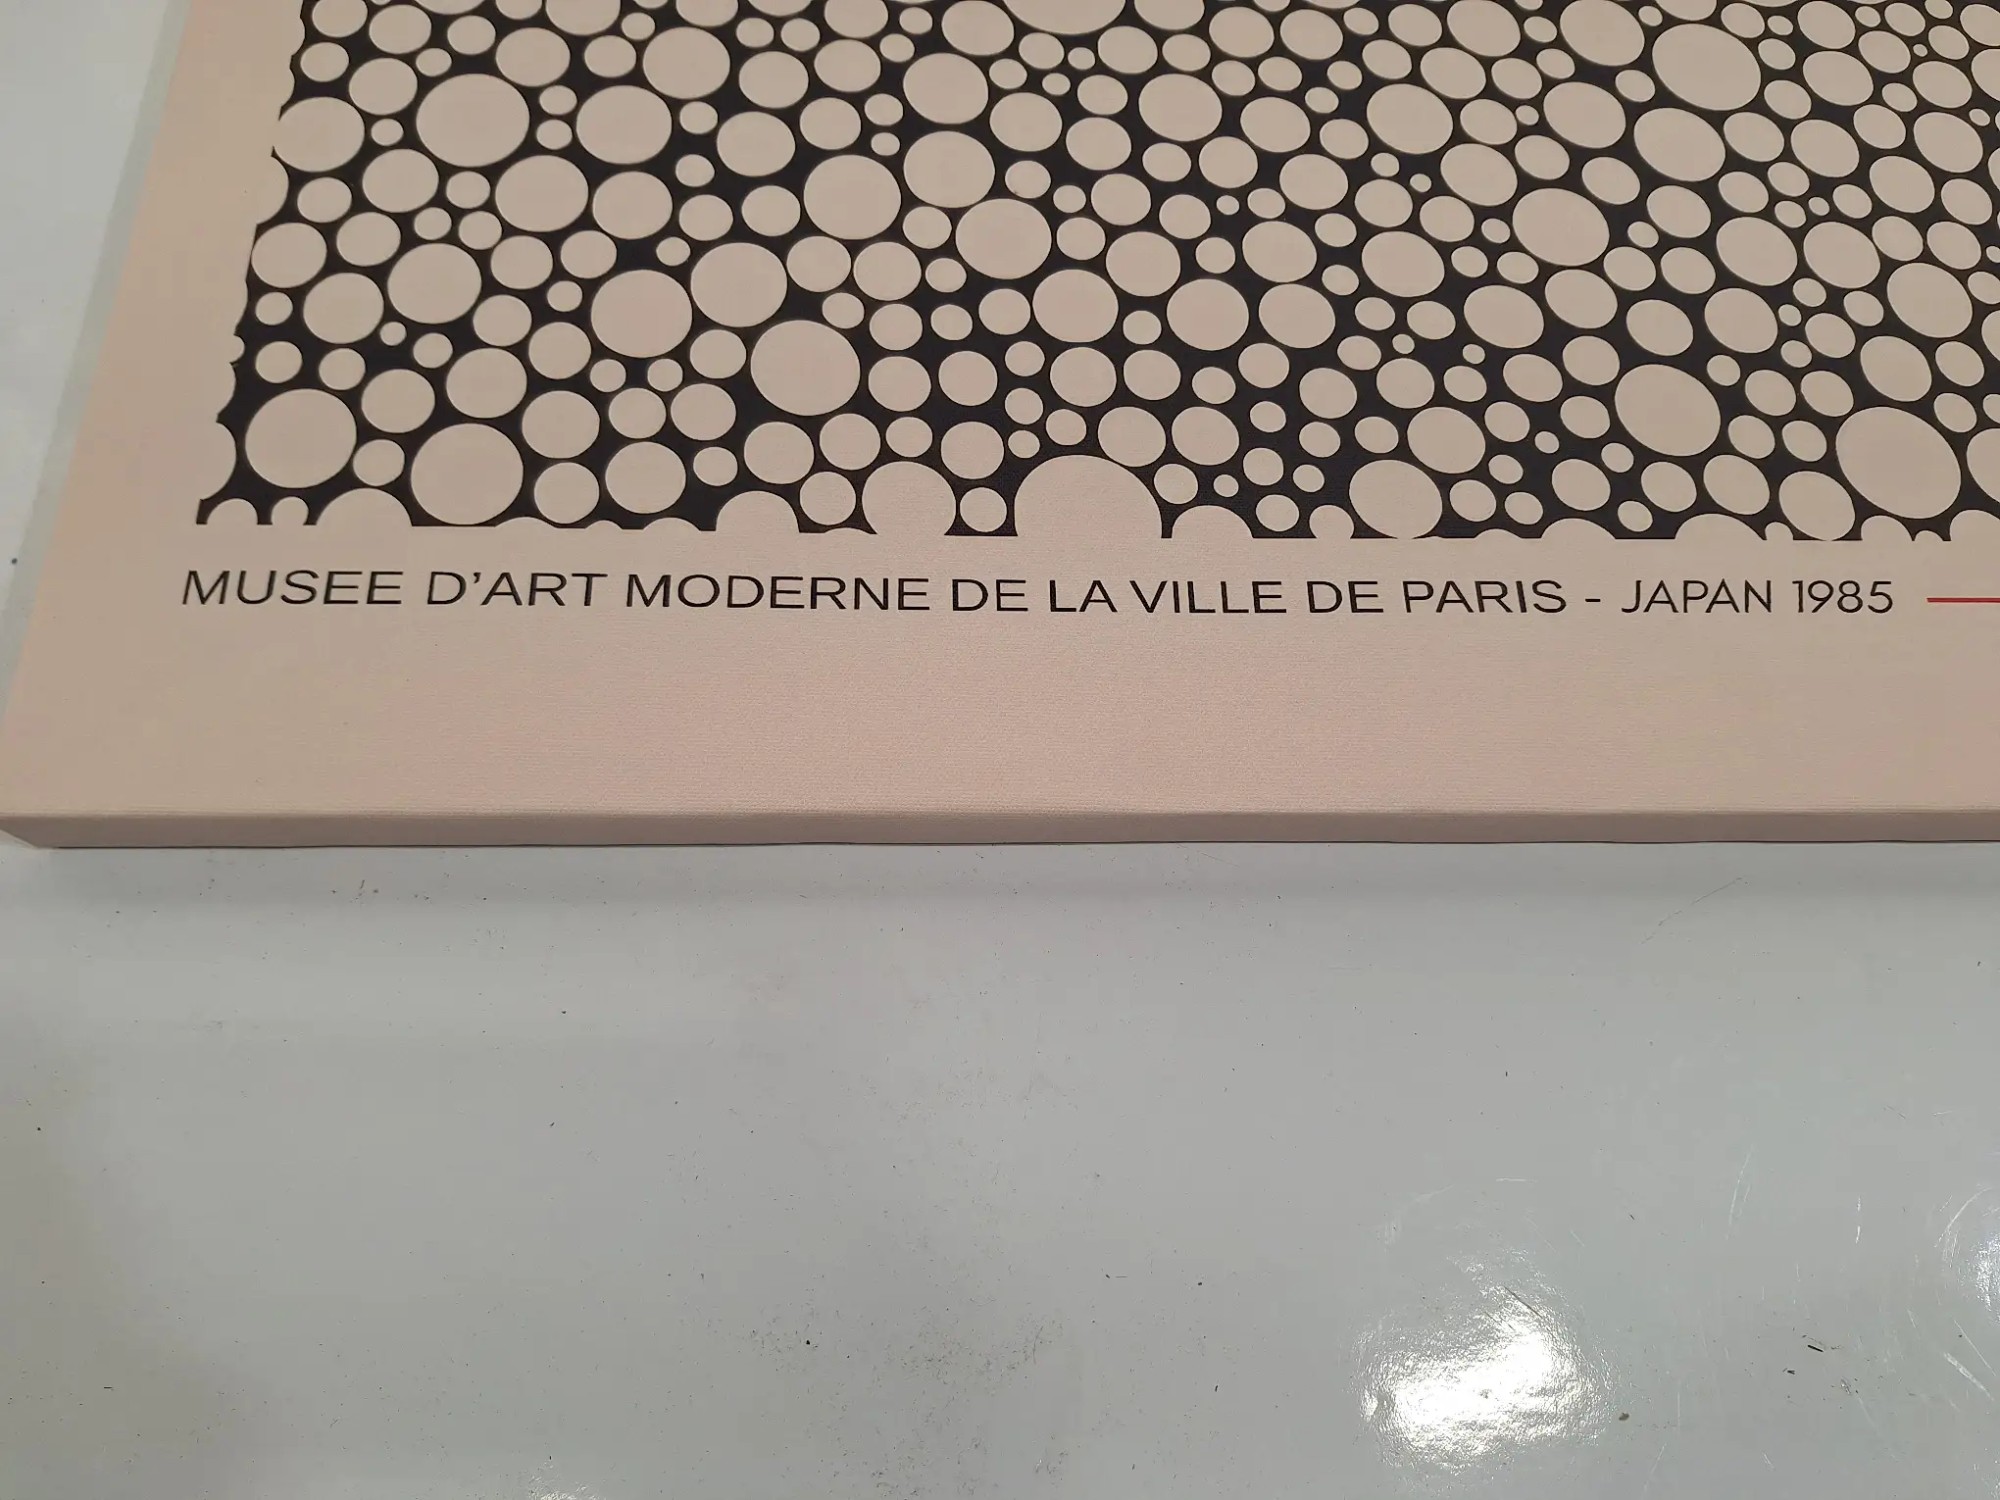 MUSEE D'ART MODERNE DE LA VILLE DE PARIS - JAPAN 1985